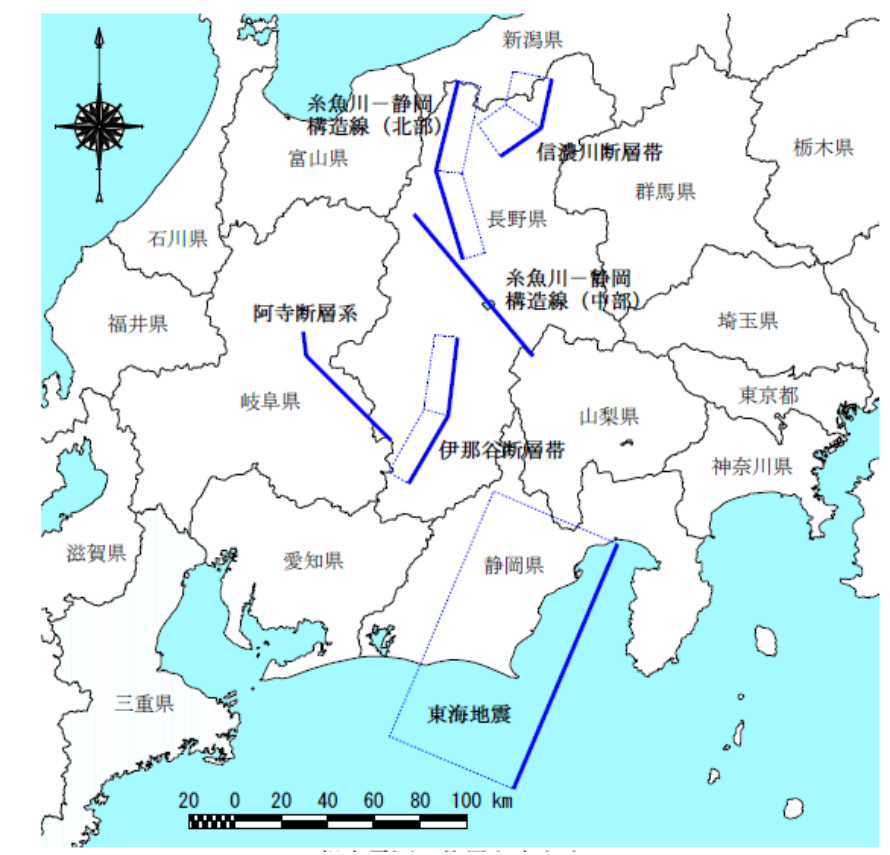 新潟県
糸魚川－静岡
構造線（北部）
富山県
信濃川断層帯
栃木県
群馬県
長野県
石川県
糸魚川－静岡
構造線（中部）
阿寺断層系
福井県
埼玉県
岐阜県
東京都
山梨県
伊那谷断層帯
神奈川県
滋賀県
愛知県
静岡県
三重県
東海地震
20 0 20 40 60 80 100 km